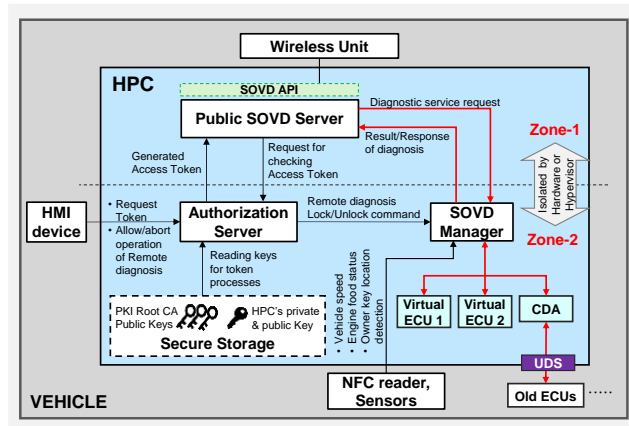 Wireless Unit
HPC
SOVD API
Public SOVD Server
Diagnostic service request
Result/Response
of diagnosis
Zone-1
Generated
Access Token
Request for
checking
Access Token
Isolated by
Hardware or
Hypervisor
HMI
device
• Request
Token
• Allow/abort
operation
of Remote
diagnosis
Authorization
Server
Remote diagnosis
Lock/Unlock command
SOVD
Manager
Zone-2
Reading keys
for token
processes
PKI Root CA
Public Keys
HPC's private
& public Key
Secure Storage
• Vehicle speed
• Engine food status
• Owner key location
detection
Virtual
ECU 1
Virtual
ECU 2
CDA
UDS
NFC reader,
Sensors
Old ECUs
.....
VEHICLE